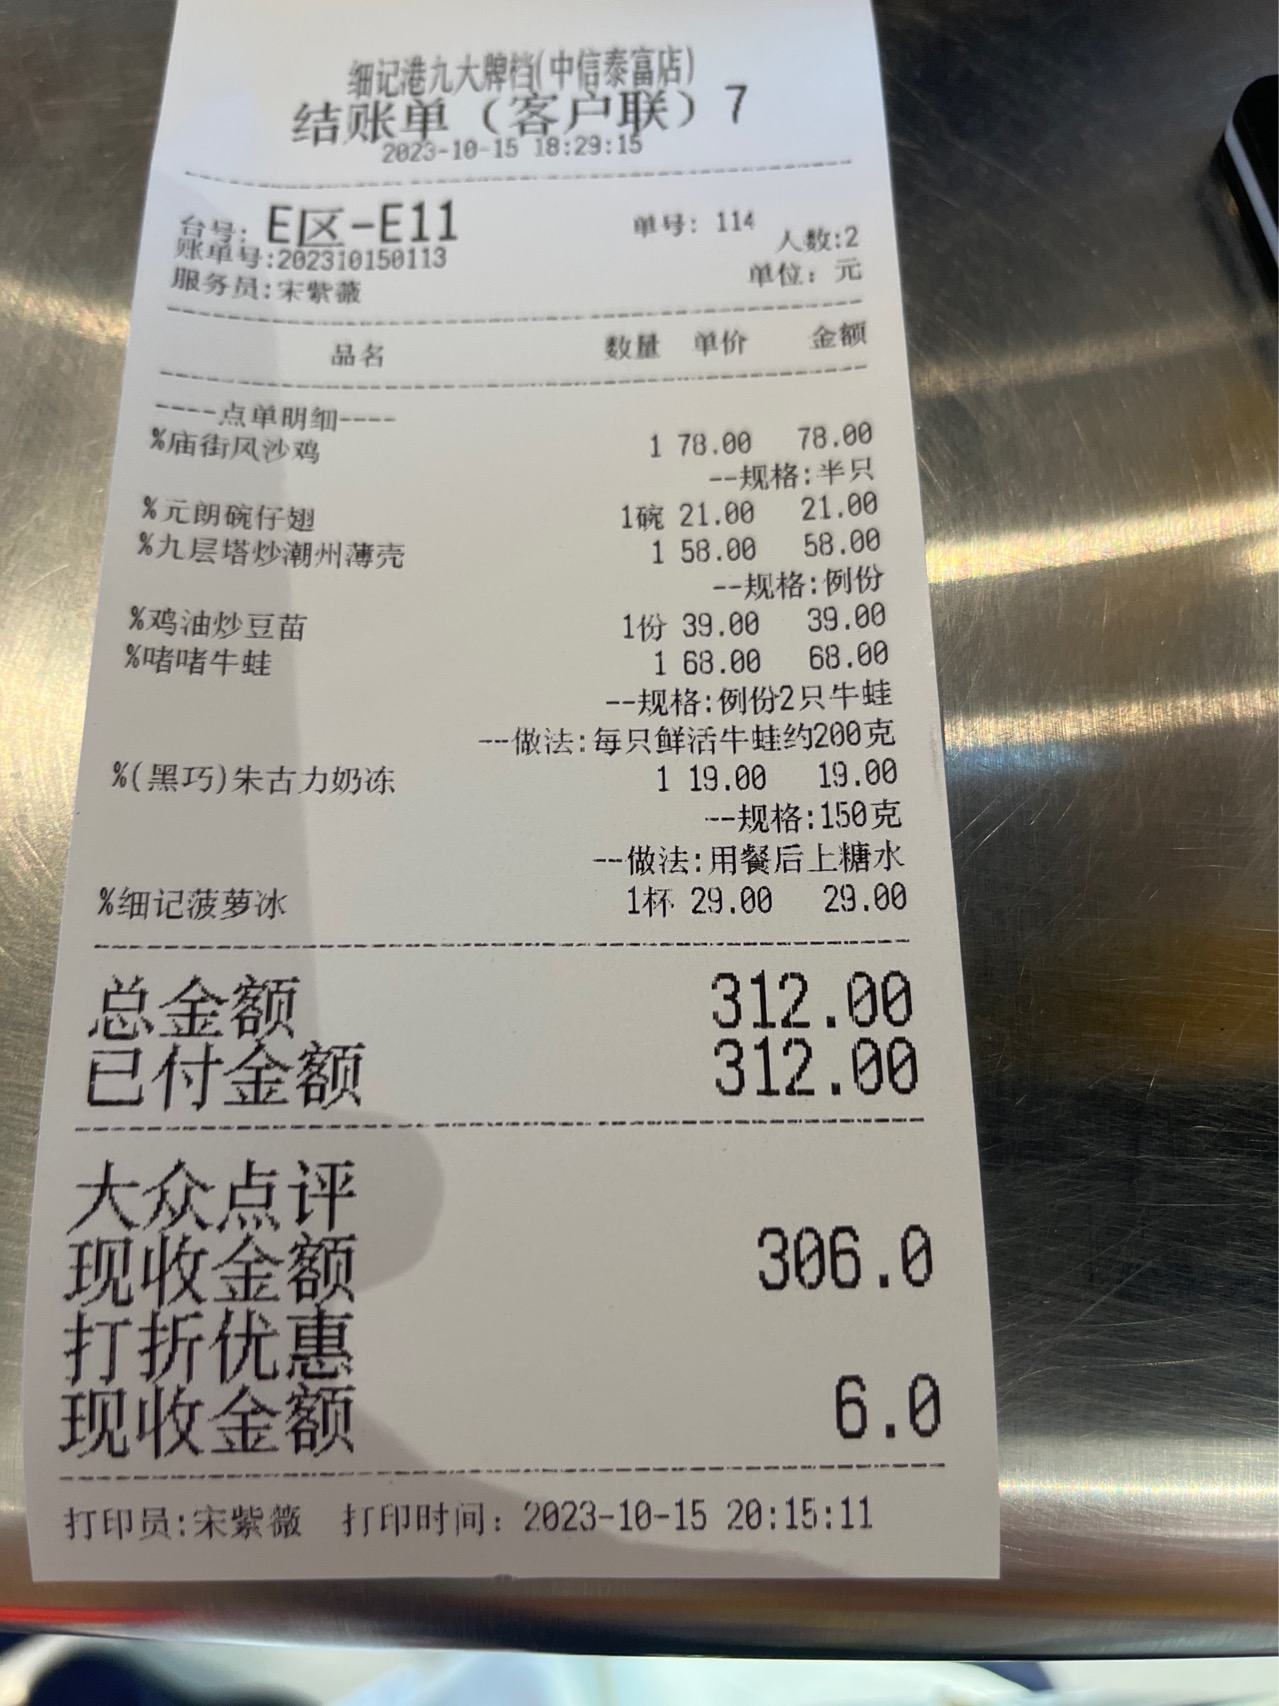 细记港九大牌档(中信泰富店)
结账单（客户联）7
2023-10-15 18:29:15
台号: E区-E11 单号: 114
账单号:202310150113 人数:2
服务员:宋紫薇 单位: 元
品名 数量 单价 金额
----点单明细----
%庙街风沙鸡 1 78.00 78.00
--规格:半只
%元朗碗仔翅 1碗 21.00 21.00
%九层塔炒潮州薄壳 1 58.00 58.00
--规格:例份
%鸡油炒豆苗 1份 39.00 39.00
%啫啫牛蛙 1 68.00 68.00
--规格:例份2只牛蛙
---做法:每只鲜活牛蛙约200克
%(黑巧)朱古力奶冻 1 19.00 19.00
--规格:150克
--做法:用餐后上糖水
%细记菠萝冰 1杯 29.00 29.00
总金额 312.00
已付金额 312.00
大众点评
现收金额 306.0
打折优惠
现收金额 6.0
打印员:宋紫薇 打印时间: 2023-10-15 20:15:11